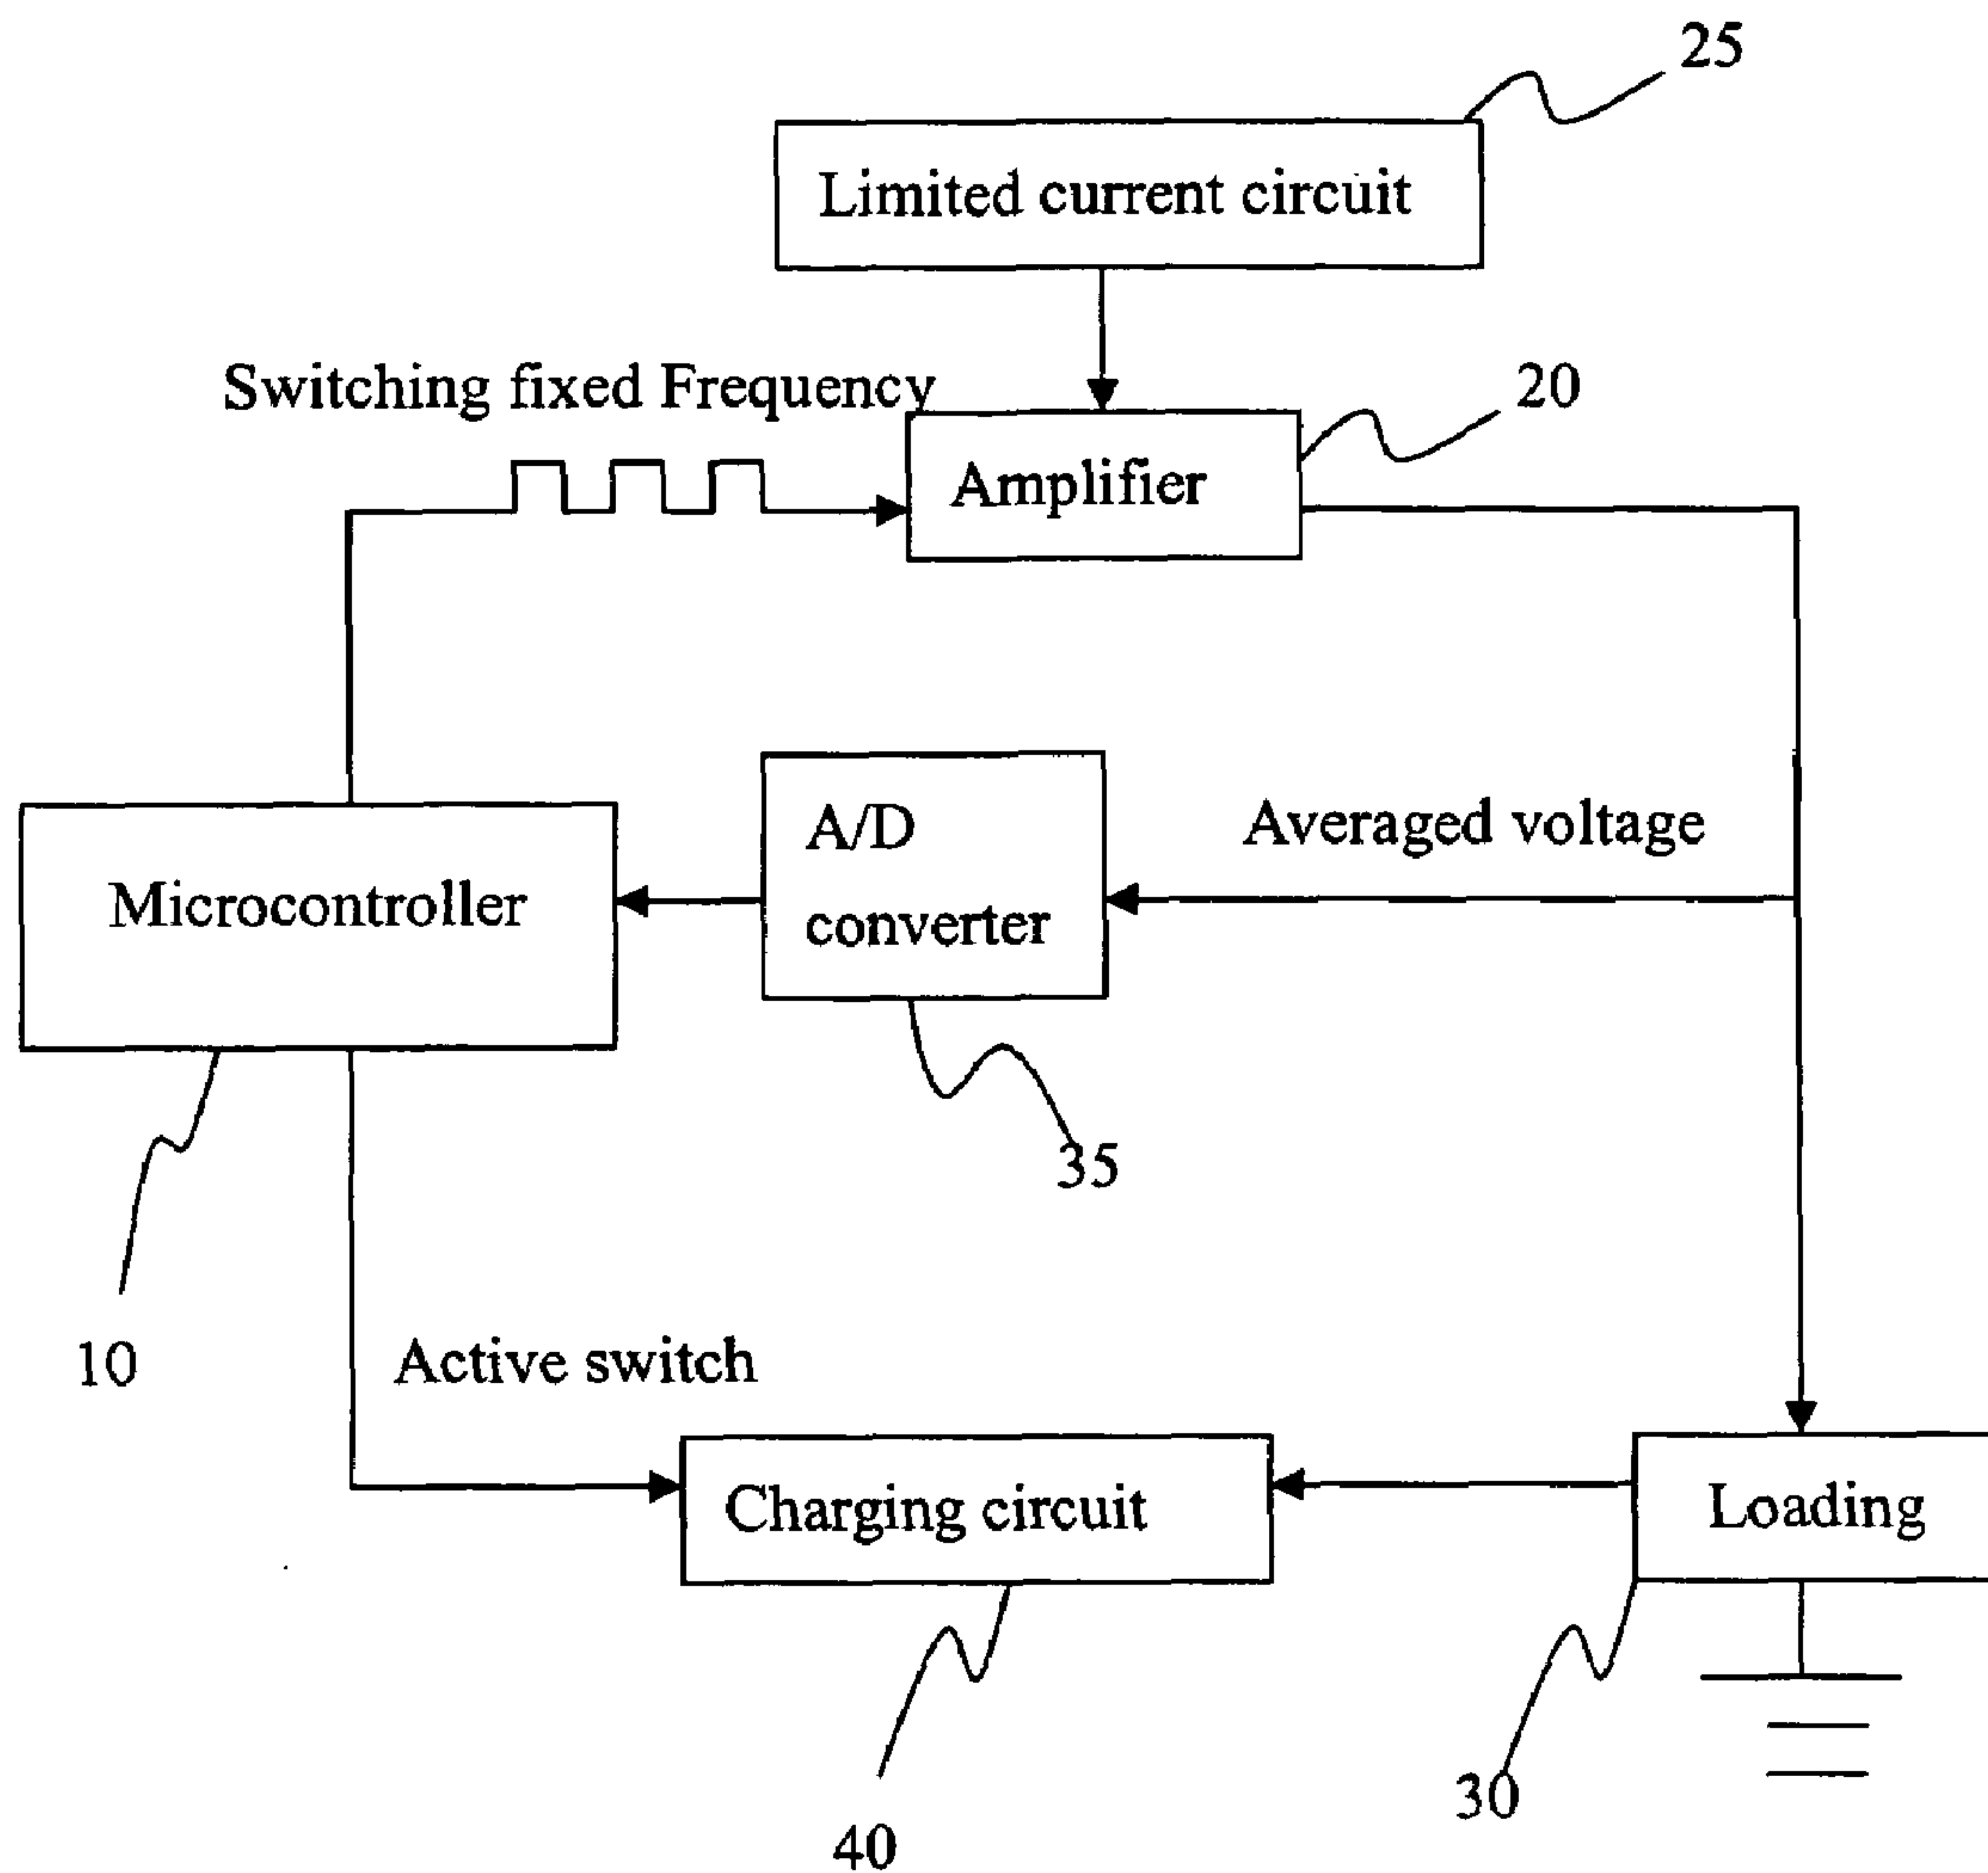 25
Limited current circuit
Switching fixed Frequency
20
Amplifier
A/D
converter
Averaged voltage
Microcontroller
35
10
Active switch
Charging circuit
Loading
30
40